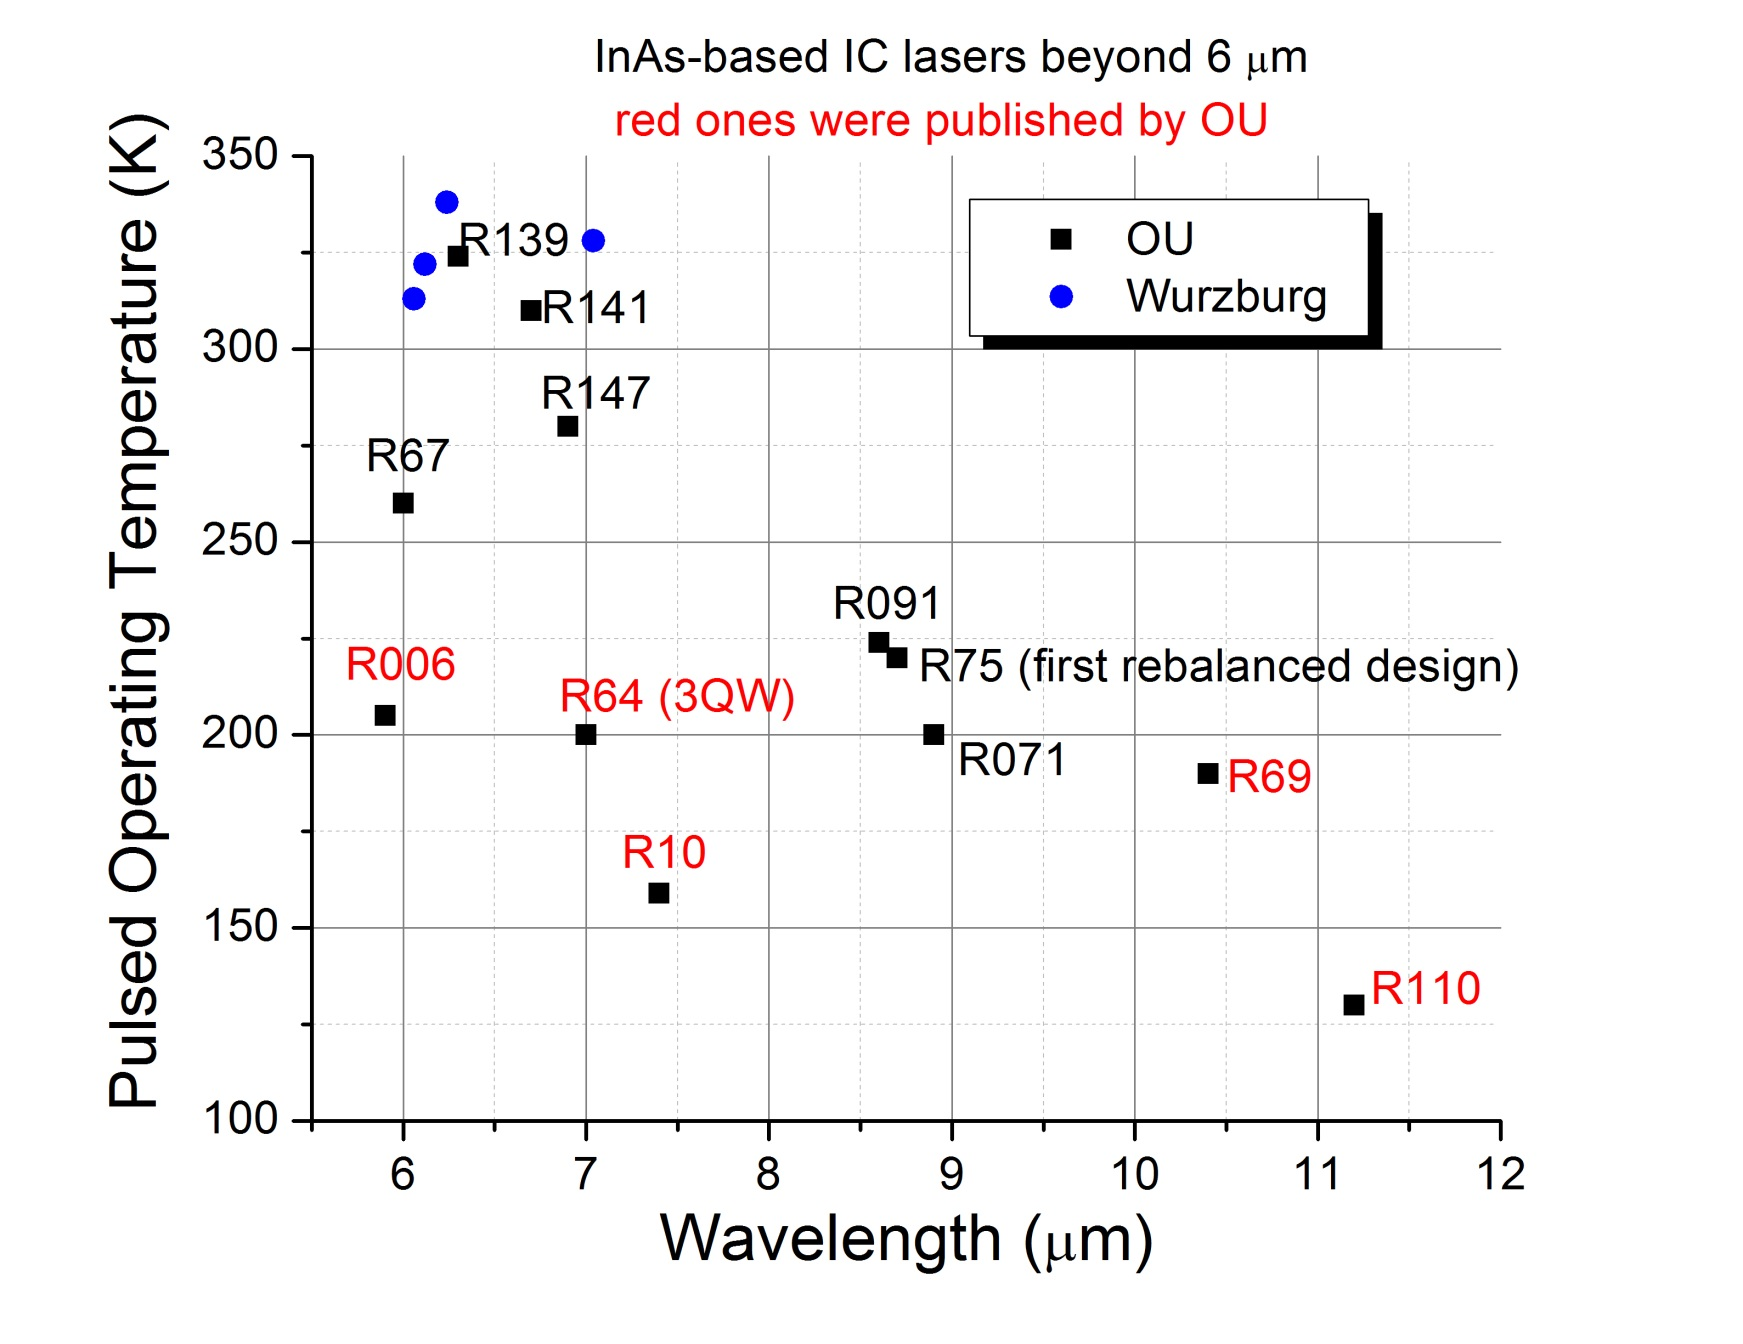 InAs-based IC lasers beyond 6 μm
red ones were published by OU
Pulsed Operating Temperature (K)
350
300
250
200
150
100
OU
Wurzburg
R139
R141
R147
R67
R091
R006
R75 (first rebalanced design)
R64 (3QW)
R071
R69
R10
R110
6
7
8
9
10
11
12
Wavelength (μm)